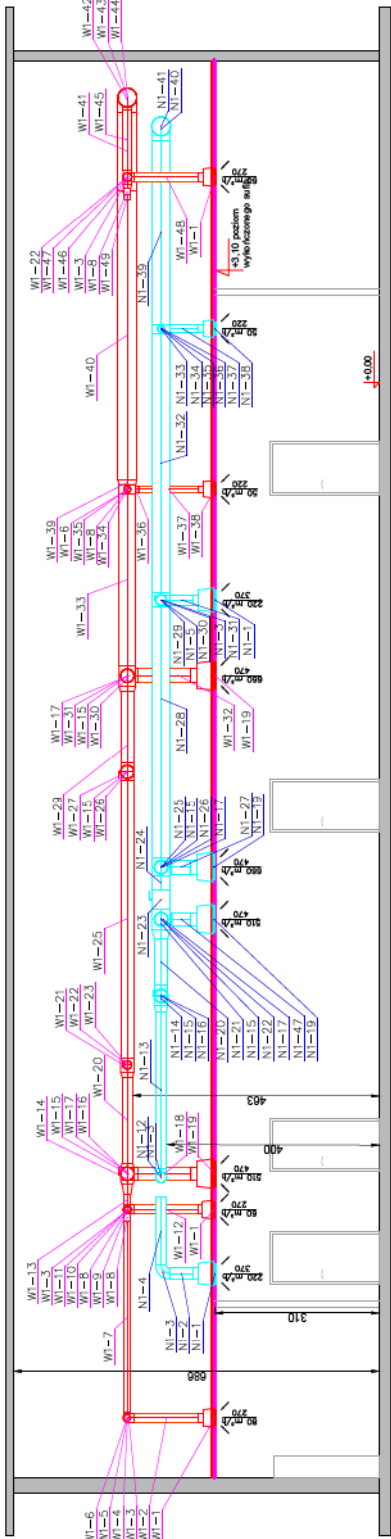 W1-42
W1-43
W1-44
W1-41
W1-45
N1-41
N1-40
W1-22
W1-47
W1-46
W1-3
W1-8
W1-49
N1-39
W1-48
W1-1
270
+3,10 poziom
wykończonego sufitu
W1-40
N1-33
N1-34
N1-35
N1-36
N1-37
N1-38
220
50 m³/h
+0,00
N1-32
W1-39
W1-6
W1-35
W1-8
W1-34
W1-36
W1-37
W1-38
220
50 m³/h
W1-33
N1-29
N1-5
N1-30
N1-31
N1-1
370
220 m³/h
W1-17
W1-31
W1-15
W1-30
W1-32
W1-19
470
660 m³/h
N1-28
W1-29
W1-27
W1-15
W1-26
N1-25
N1-15
N1-26
N1-17
N1-27
N1-19
470
660 m³/h
N1-24
N1-23
W1-25
470
510 m³/h
N1-14
N1-15
N1-16
N1-20
N1-21
N1-15
N1-22
N1-17
N1-47
N1-19
W1-21
W1-22
W1-23
W1-20
N1-13
463
W1-14
W1-15
W1-17
W1-16
N1-12
W1-18
W1-19
400
470
510 m³/h
W1-13
W1-3
W1-11
W1-10
W1-8
W1-9
W1-8
W1-12
W1-1
270
60 m³/h
N1-4
N1-3
N1-2
N1-1
370
220 m³/h
W1-7
310
686
W1-6
W1-5
W1-4
W1-3
W1-2
W1-1
270
60 m³/h